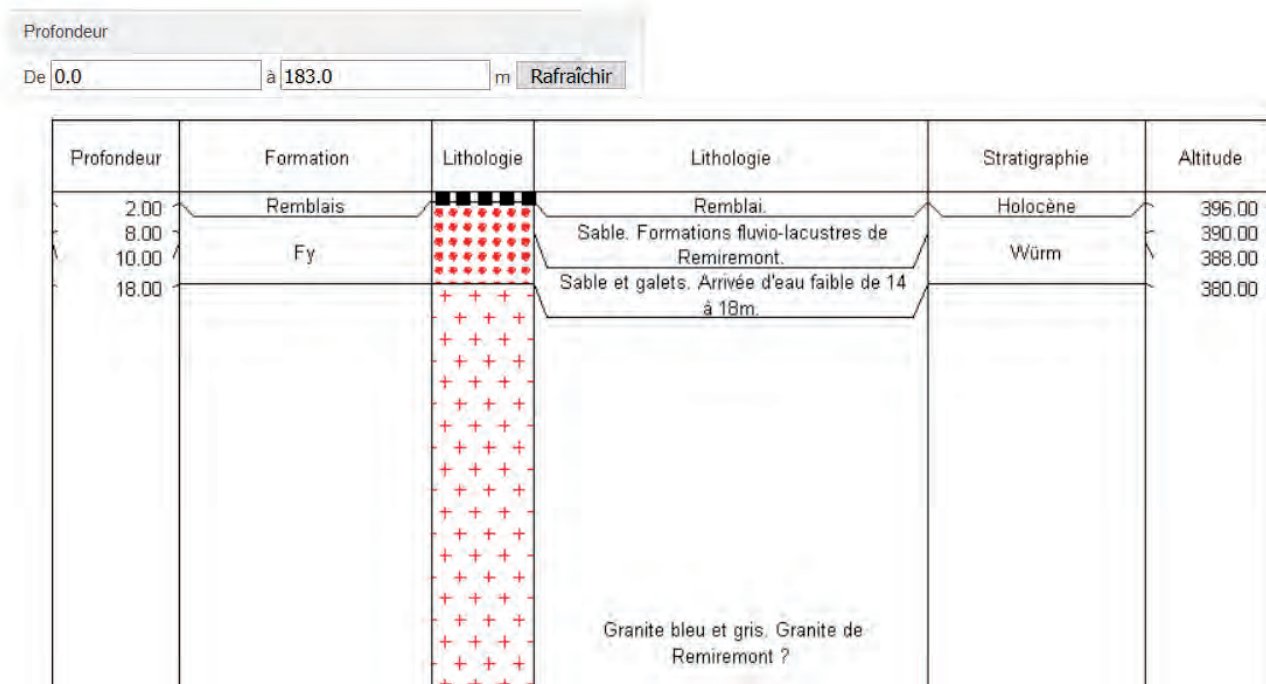 Profondeur
De 0.0 à 183.0 m Rafraîchir
Profondeur Formation Lithologie Lithologie Stratigraphie Altitude
2.00 Remblais Remblai. Holocène 396.00
8.00 Sable. Formations fluvio-lacustres de 390.00
10.00 Fy Remiremont. Würm 388.00
18.00 Sable et galets. Arrivée d'eau faible de 14 380.00
à 18m.
Granite bleu et gris. Granite de
Remiremont ?